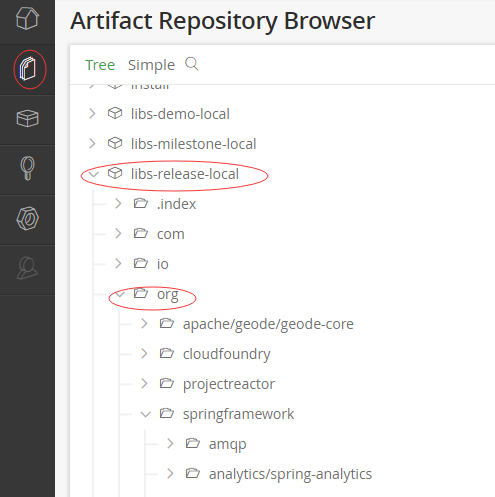 Artifact Repository Browser
Tree Simple
install
libs-demo-local
libs-milestone-local
libs-release-local
.index
com
io
org
apache/geode/geode-core
cloudfoundry
projectreactor
springframework
amqp
analytics/spring-analytics